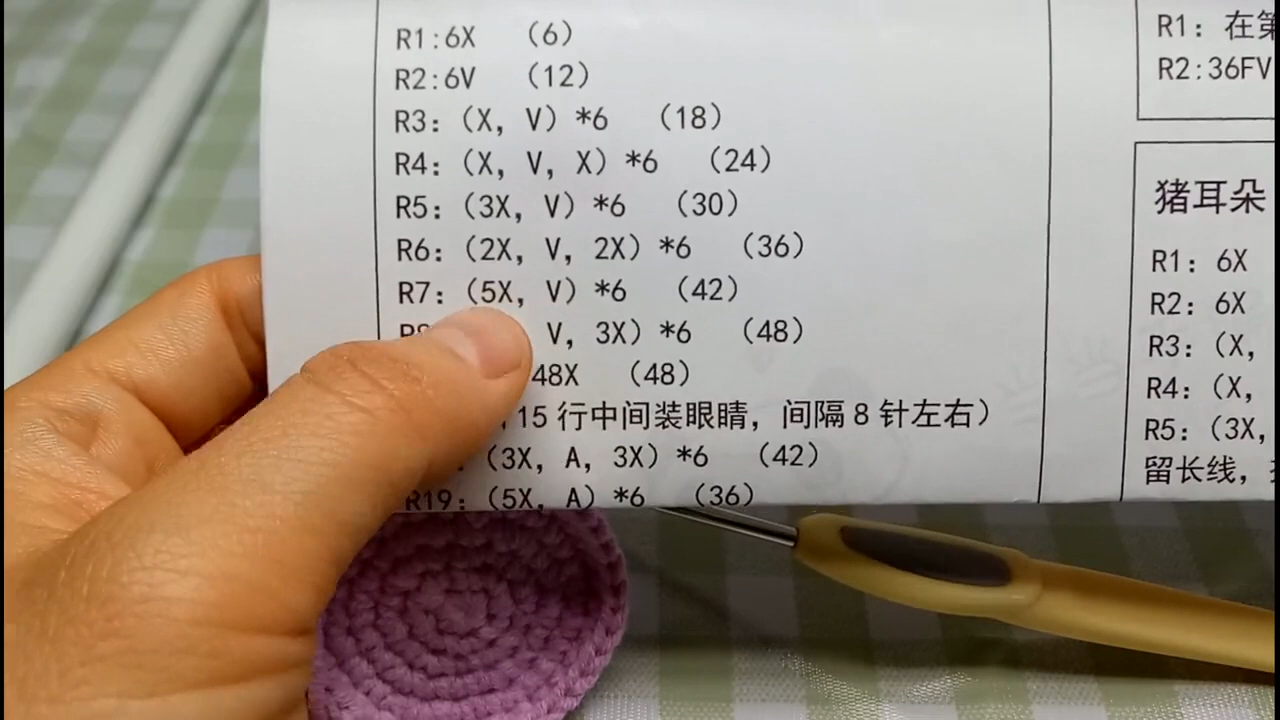 R1:6X （6）
R2:6V （12）
R3：（X，V）*6 （18）
R4：（X，V，X）*6 （24）
R5：（3X，V）*6 （30）
R6：（2X，V，2X）*6 （36）
R7：（5X，V）*6 （42）
V，3X）*6 （48）
48X （48）
15 行中间装眼睛，间隔 8 针左右）
（3X，A，3X）*6 （42）
R19：（5X，A）*6 （36）
R1：在第
R2:36FV
猪耳朵
R1：6X
R2：6X
R3：（X，
R4：（X，
R5：（3X，
留长线，